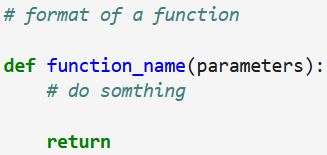 # format of a function
def function_name(parameters):
    # do somthing
    return